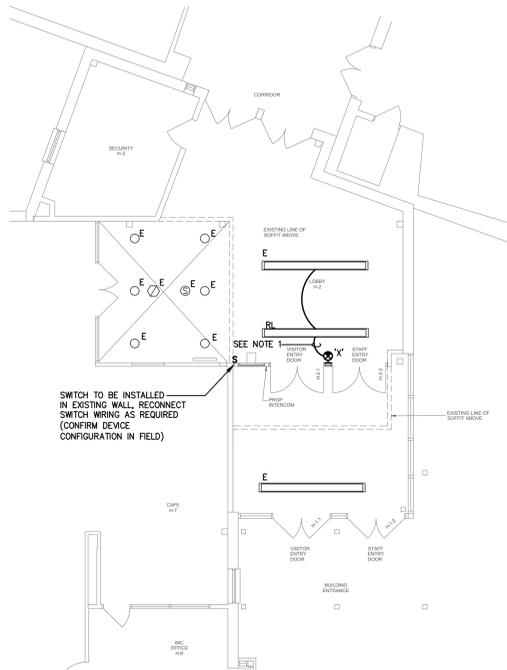 CORRIDOR
SECURITY
H-3
EXISTING LINE OF
SOFFIT ABOVE.
E
E
E
LOBBY
H-2
E
E
S
E
RL
SEE NOTE 1
VISITOR
ENTRY
DOOR
'X'
STAFF
ENTRY
DOOR
E
E
S
H-2.1
H-2.2
PROP
INTERCOM
SWITCH TO BE INSTALLED
IN EXISTING WALL, RECONNECT
SWITCH WIRING AS REQUIRED
(CONFIRM DEVICE
CONFIGURATION IN FIELD)
EXISTING LINE OF
SOFFIT ABOVE.
E
CAFE
H-7
H-1.1
H-1.2
VISITOR
ENTRY
DOOR
STAFF
ENTRY
DOOR
BUILDING
ENTRANCE
IMC
OFFICE
H-8